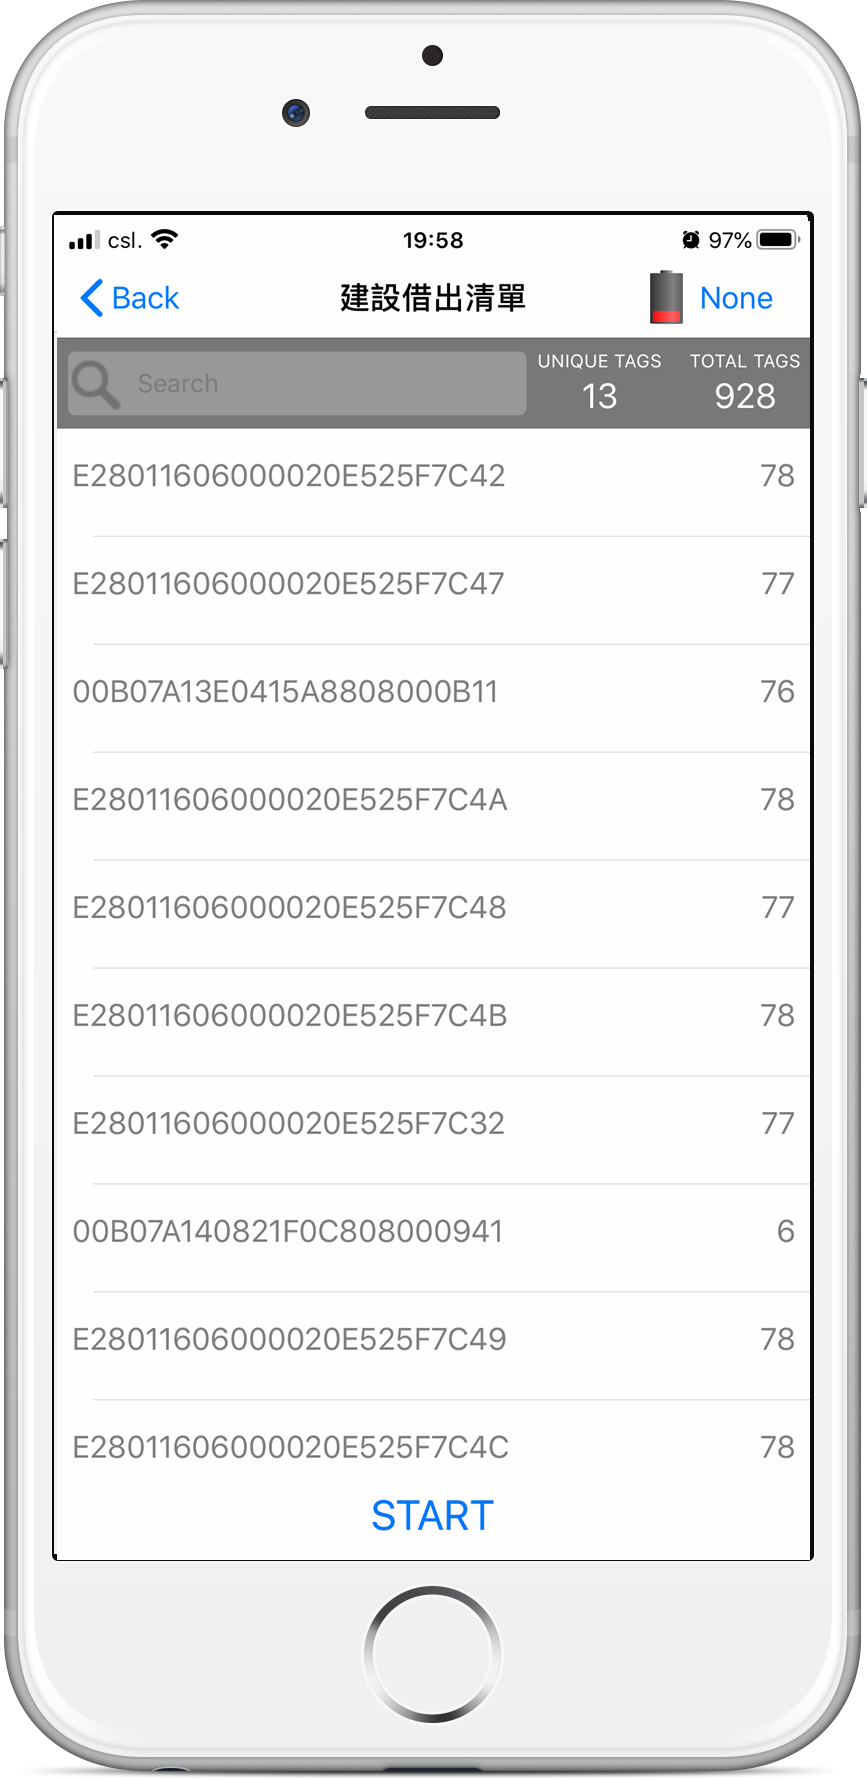 csl. 19:58 97%
Back 建設借出清單 None
Search UNIQUE TAGS TOTAL TAGS
13 928
E28011606000020E525F7C42 78
E28011606000020E525F7C47 77
00B07A13E0415A8808000B11 76
E28011606000020E525F7C4A 78
E28011606000020E525F7C48 77
E28011606000020E525F7C4B 78
E28011606000020E525F7C32 77
00B07A140821F0C808000941 6
E28011606000020E525F7C49 78
E28011606000020E525F7C4C 78
START